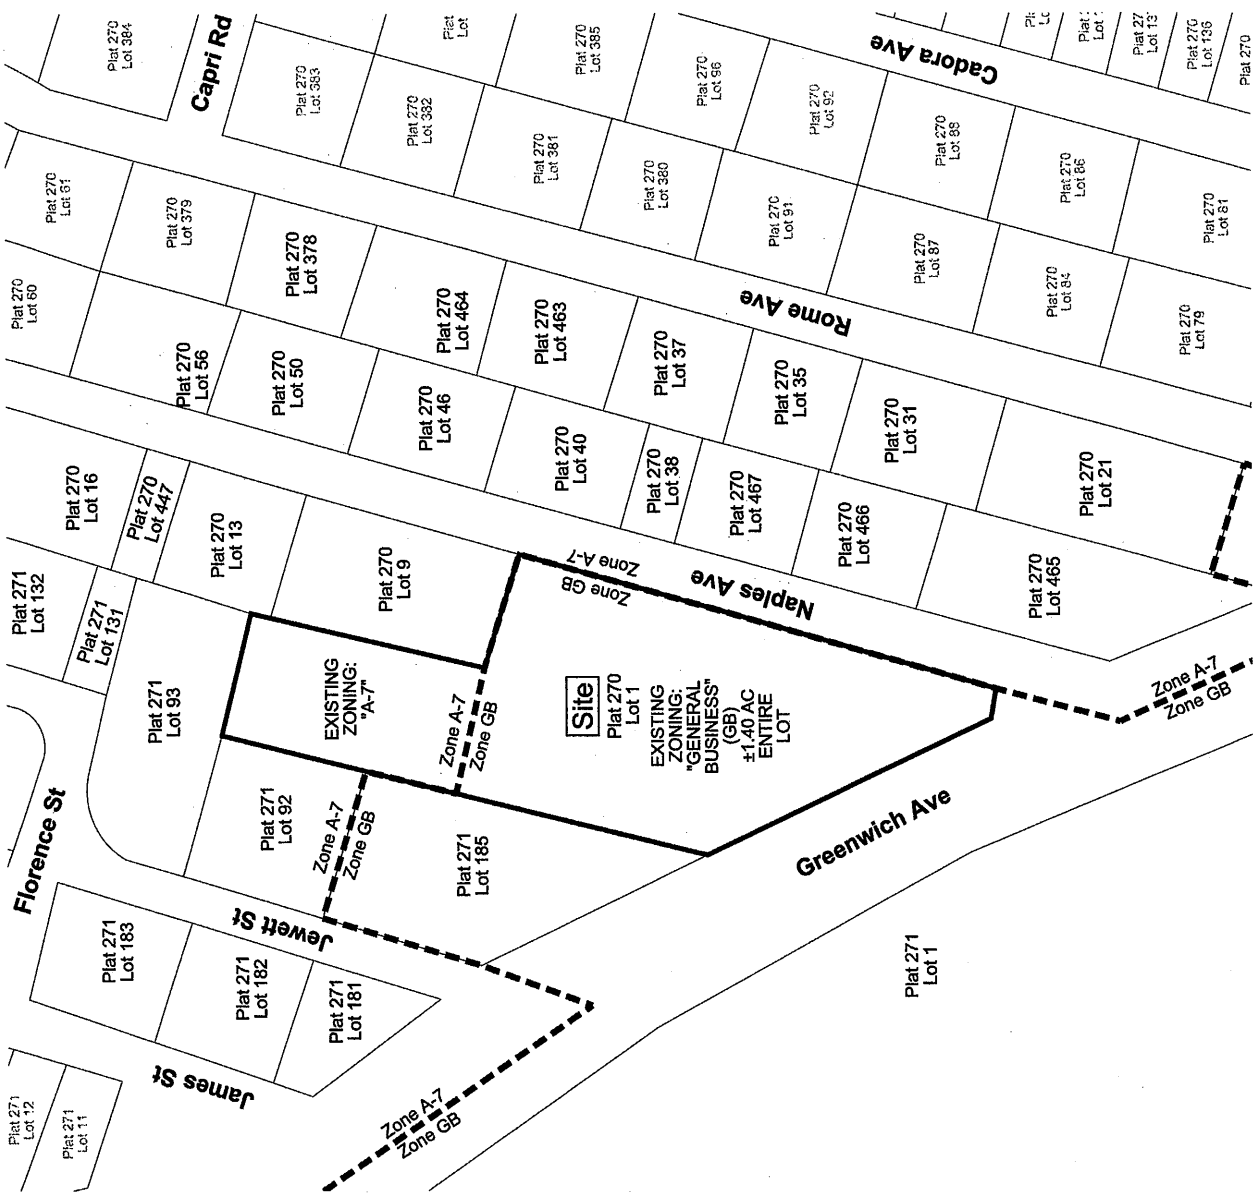 Plat 270
Lot 384
Capri Rd
Plat 270
Lot 383
Plat
Lot
Plat 270
Lot 385
Cadora Ave
Plat 270
Lot 136
Plat 270
Plat 270
Lot 382
Plat 270
Lot 96
Plat 270
Lot 92
Plat 270
Lot 88
Plat 270
Lot 86
Plat 270
Lot 81
Plat 270
Lot 61
Plat 270
Lot 379
Plat 270
Lot 381
Plat 270
Lot 380
Plat 270
Lot 91
Plat 270
Lot 87
Plat 270
Lot 84
Plat 270
Lot 79
Plat 270
Lot 60
Plat 270
Lot 378
Plat 270
Lot 464
Plat 270
Lot 463
Rome Ave
Plat 270
Lot 37
Plat 270
Lot 35
Plat 270
Lot 31
Plat 270
Lot 21
Plat 270
Lot 56
Plat 270
Lot 50
Plat 270
Lot 46
Plat 270
Lot 40
Plat 270
Lot 38
Plat 270
Lot 467
Plat 270
Lot 466
Plat 270
Lot 465
Plat 270
Lot 16
Plat 270
Lot 447
Plat 270
Lot 13
Plat 270
Lot 9
Zone A-7
Zone GB
Naples Ave
Plat 271
Lot 132
Plat 271
Lot 131
Plat 271
Lot 93
EXISTING
ZONING:
"A-7"
Zone A-7
Zone GB
Site
Plat 270
Lot 1
EXISTING
ZONING:
"GENERAL
BUSINESS"
(GB)
±1.40 AC
ENTIRE
LOT
Zone A-7
Zone GB
Florence St
Plat 271
Lot 92
Zone A-7
Zone GB
Plat 271
Lot 185
Greenwich Ave
Jewett St
Plat 271
Lot 183
Plat 271
Lot 182
Plat 271
Lot 181
Plat 271
Lot 1
James St
Plat 271
Lot 12
Plat 271
Lot 11
Zone A-7
Zone GB